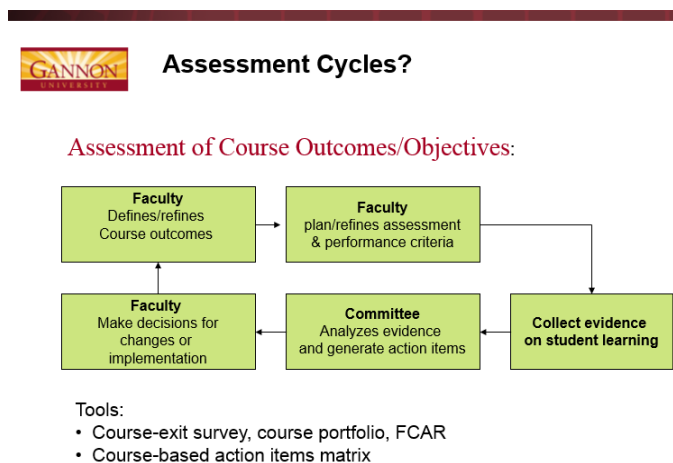 GANNON
UNIVERSITY
Assessment Cycles?
Assessment of Course Outcomes/Objectives:
Faculty
Defines/refines
Course outcomes
Faculty
plan/refines assessment
& performance criteria
Faculty
Make decisions for
changes or
implementation
Committee
Analyzes evidence
and generate action items
Collect evidence
on student learning
Tools:
• Course-exit survey, course portfolio, FCAR
• Course-based action items matrix